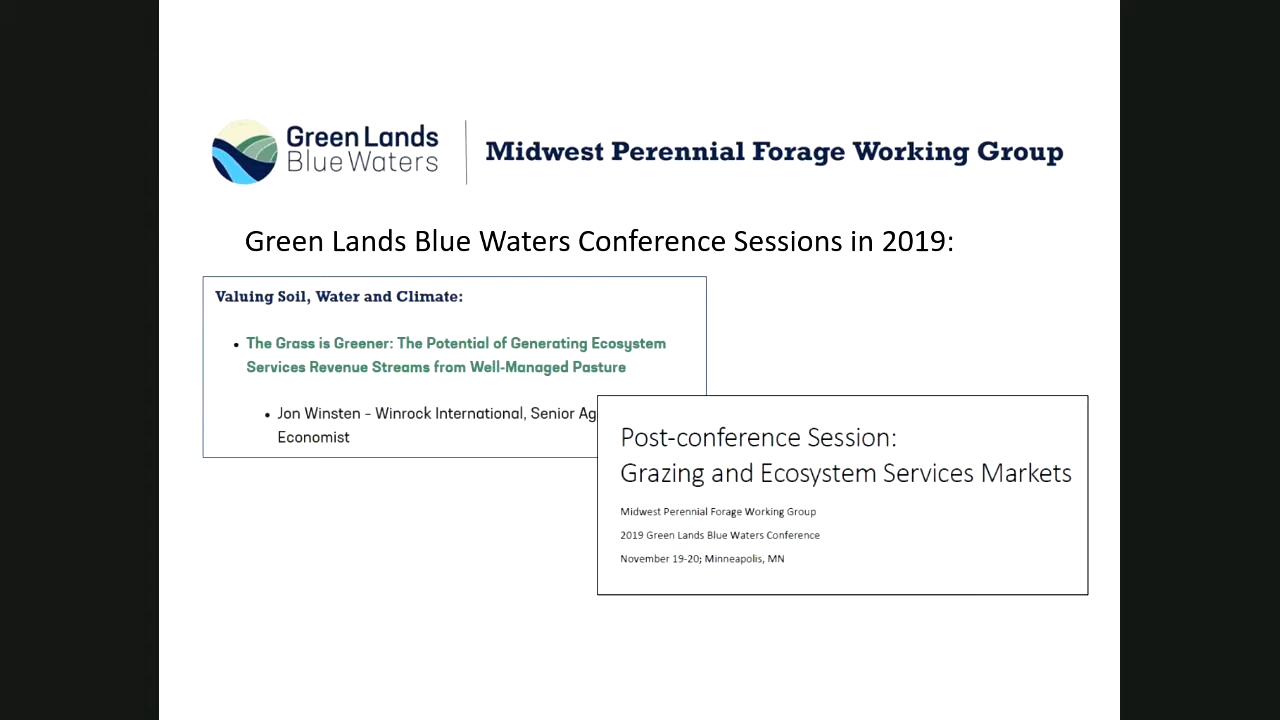 Green Lands
Blue Waters
Midwest Perennial Forage Working Group
Green Lands Blue Waters Conference Sessions in 2019:
Valuing Soil, Water and Climate:
• The Grass is Greener: The Potential of Generating Ecosystem
Services Revenue Streams from Well-Managed Pasture
• Jon Winsten – Winrock International, Senior Ag
Economist
Post-conference Session:
Grazing and Ecosystem Services Markets
Midwest Perennial Forage Working Group
2019 Green Lands Blue Waters Conference
November 19-20; Minneapolis, MN